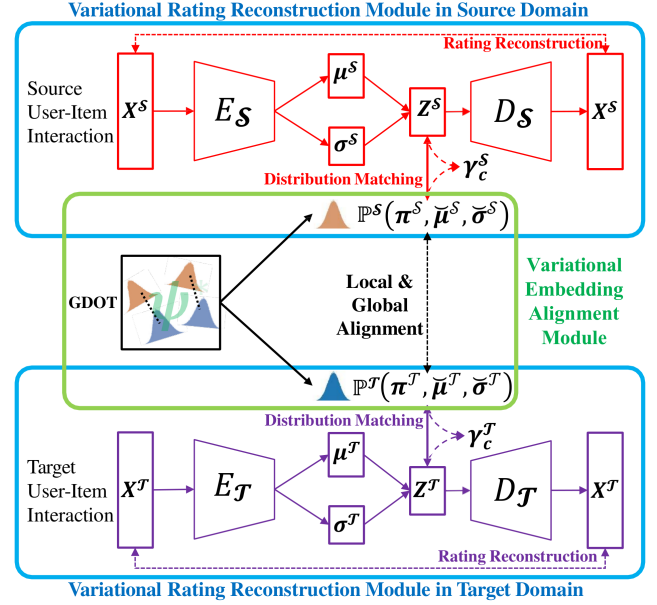 Variational Rating Reconstruction Module in Source Domain
Rating Reconstruction
Source
User-Item
Interaction
X^𝒮
E_𝒮
μ^𝒮
σ^𝒮
Z^𝒮
D_𝒮
X^𝒮
Distribution Matching
γ_c^𝒮
ℙ^𝒮(π^𝒮, μ̆^𝒮, σ̆^𝒮)
GDOT
ψ
Local &
Global
Alignment
Variational
Embedding
Alignment
Module
ℙ^𝒯(π^𝒯, μ̆^𝒯, σ̆^𝒯)
Distribution Matching
γ_c^𝒯
Target
User-Item
Interaction
X^𝒯
E_𝒯
μ^𝒯
σ^𝒯
Z^𝒯
D_𝒯
X^𝒯
Rating Reconstruction
Variational Rating Reconstruction Module in Target Domain